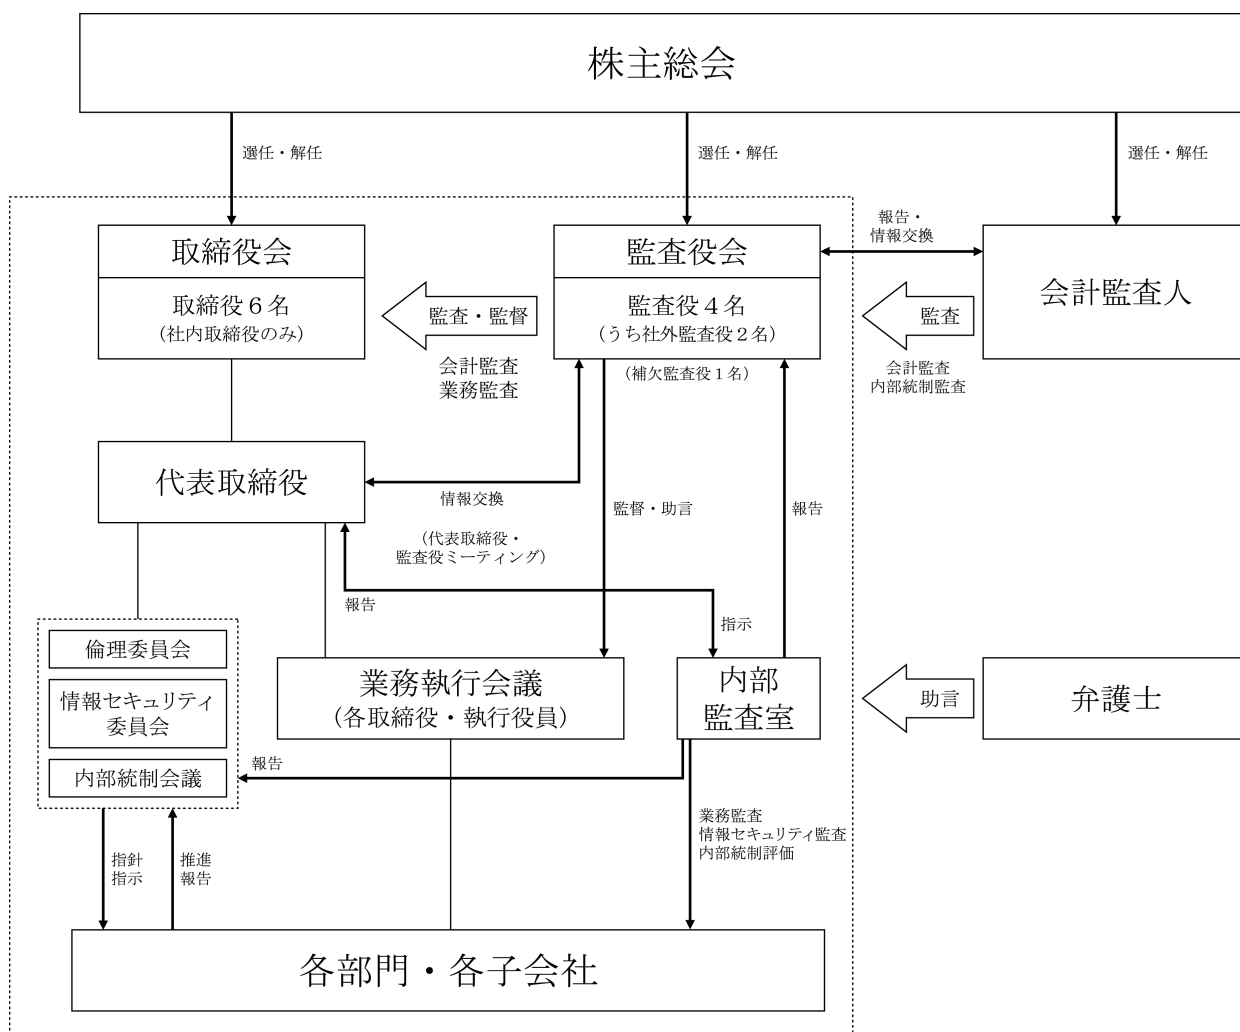 株主総会
選任・解任
選任・解任
選任・解任
取締役会
取締役６名
（社内取締役のみ）
監査・監督
会計監査
業務監査
監査役会
監査役４名
（うち社外監査役２名）
（補欠監査役１名）
報告・
情報交換
監査
会計監査
内部統制監査
会計監査人
代表取締役
情報交換
（代表取締役・
監査役ミーティング）
監督・助言
報告
報告
指示
倫理委員会
情報セキュリティ
委員会
内部統制会議
業務執行会議
（各取締役・執行役員）
内部
監査室
助言
弁護士
報告
業務監査
情報セキュリティ監査
内部統制評価
指針
指示
推進
報告
各部門・各子会社